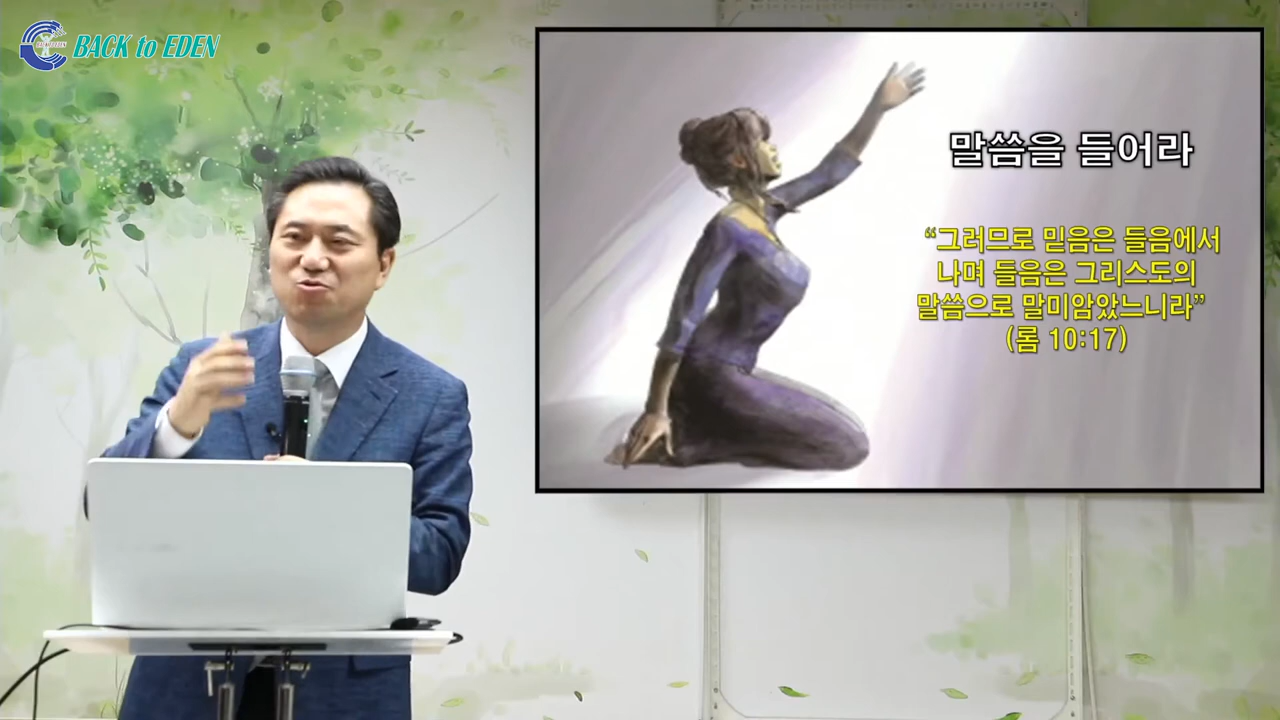 BACK to EDEN
말씀을 들어라
“그러므로 믿음은 들음에서
나며 들음은 그리스도의
말씀으로 말미암았느니라”
(롬 10:17)